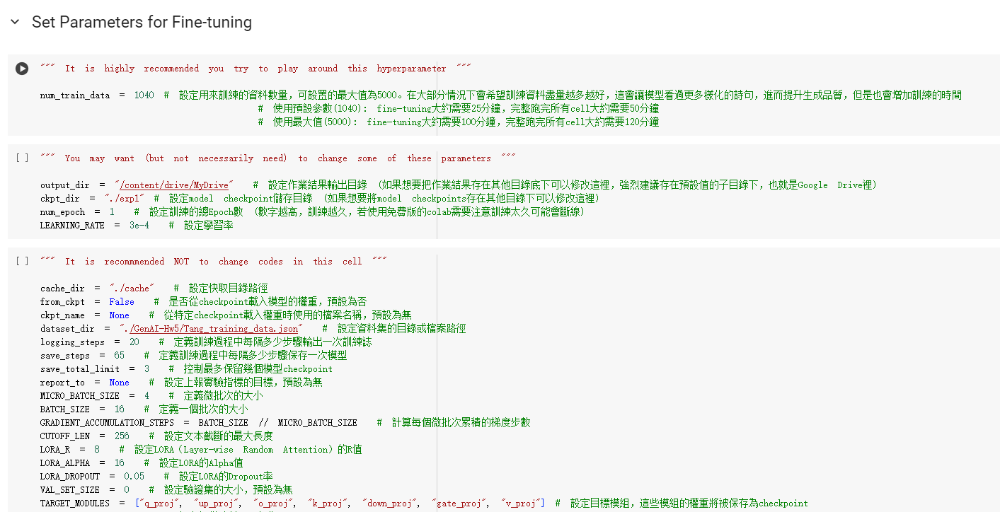 Set Parameters for Fine-tuning
""" It is highly recommended you try to play around this hyperparameter """
num_train_data = 1040 # 設定用來訓練的資料數量，可設置的最大值為5000。在大部分情況下會希望訓練資料盡量越多越好，這會讓模型看過更多樣化的詩句，進而提升生成品質，但是也會增加訓練的時間
# 使用預設參數(1040): fine-tuning大約需要25分鐘，完整跑完所有cell大約需要50分鐘
# 使用最大值(5000): fine-tuning大約需要100分鐘，完整跑完所有cell大約需要120分鐘
[ ] """ You may want (but not necessarily need) to change some of these parameters """
output_dir = "/content/drive/MyDrive" # 設定作業結果輸出目錄 (如果想要把作業結果存在其他目錄底下可以修改這裡，強烈建議存在預設值的子目錄下，也就是Google Drive裡)
ckpt_dir = "./exp1" # 設定model checkpoint儲存目錄 (如果想要將model checkpoints存在其他目錄下可以修改這裡)
num_epoch = 1 # 設定訓練的總Epoch數 (數字越高，訓練越久，若使用免費版的colab需要注意訓練太久可能會斷線)
LEARNING_RATE = 3e-4 # 設定學習率
[ ] """ It is recommmended NOT to change codes in this cell """
cache_dir = "./cache" # 設定快取目錄路徑
from_ckpt = False # 是否從checkpoint載入模型的權重，預設為否
ckpt_name = None # 從特定checkpoint載入權重時使用的檔案名稱，預設為無
dataset_dir = "./GenAI-Hw5/Tang_training_data.json" # 設定資料集的目錄或檔案路徑
logging_steps = 20 # 定義訓練過程中每隔多少步驟輸出一次訓練誌
save_steps = 65 # 定義訓練過程中每隔多少步驟保存一次模型
save_total_limit = 3 # 控制最多保留幾個模型checkpoint
report_to = None # 設定上報實驗指標的目標，預設為無
MICRO_BATCH_SIZE = 4 # 定義微批次的大小
BATCH_SIZE = 16 # 定義一個批次的大小
GRADIENT_ACCUMULATION_STEPS = BATCH_SIZE // MICRO_BATCH_SIZE # 計算每個微批次累積的梯度步數
CUTOFF_LEN = 256 # 設定文本截斷的最大長度
LORA_R = 8 # 設定LORA（Layer-wise Random Attention）的R值
LORA_ALPHA = 16 # 設定LORA的Alpha值
LORA_DROPOUT = 0.05 # 設定LORA的Dropout率
VAL_SET_SIZE = 0 # 設定驗證集的大小，預設為無
TARGET_MODULES = ["q_proj", "up_proj", "o_proj", "k_proj", "down_proj", "gate_proj", "v_proj"] # 設定目標模組，這些模組的權重將被保存為checkpoint